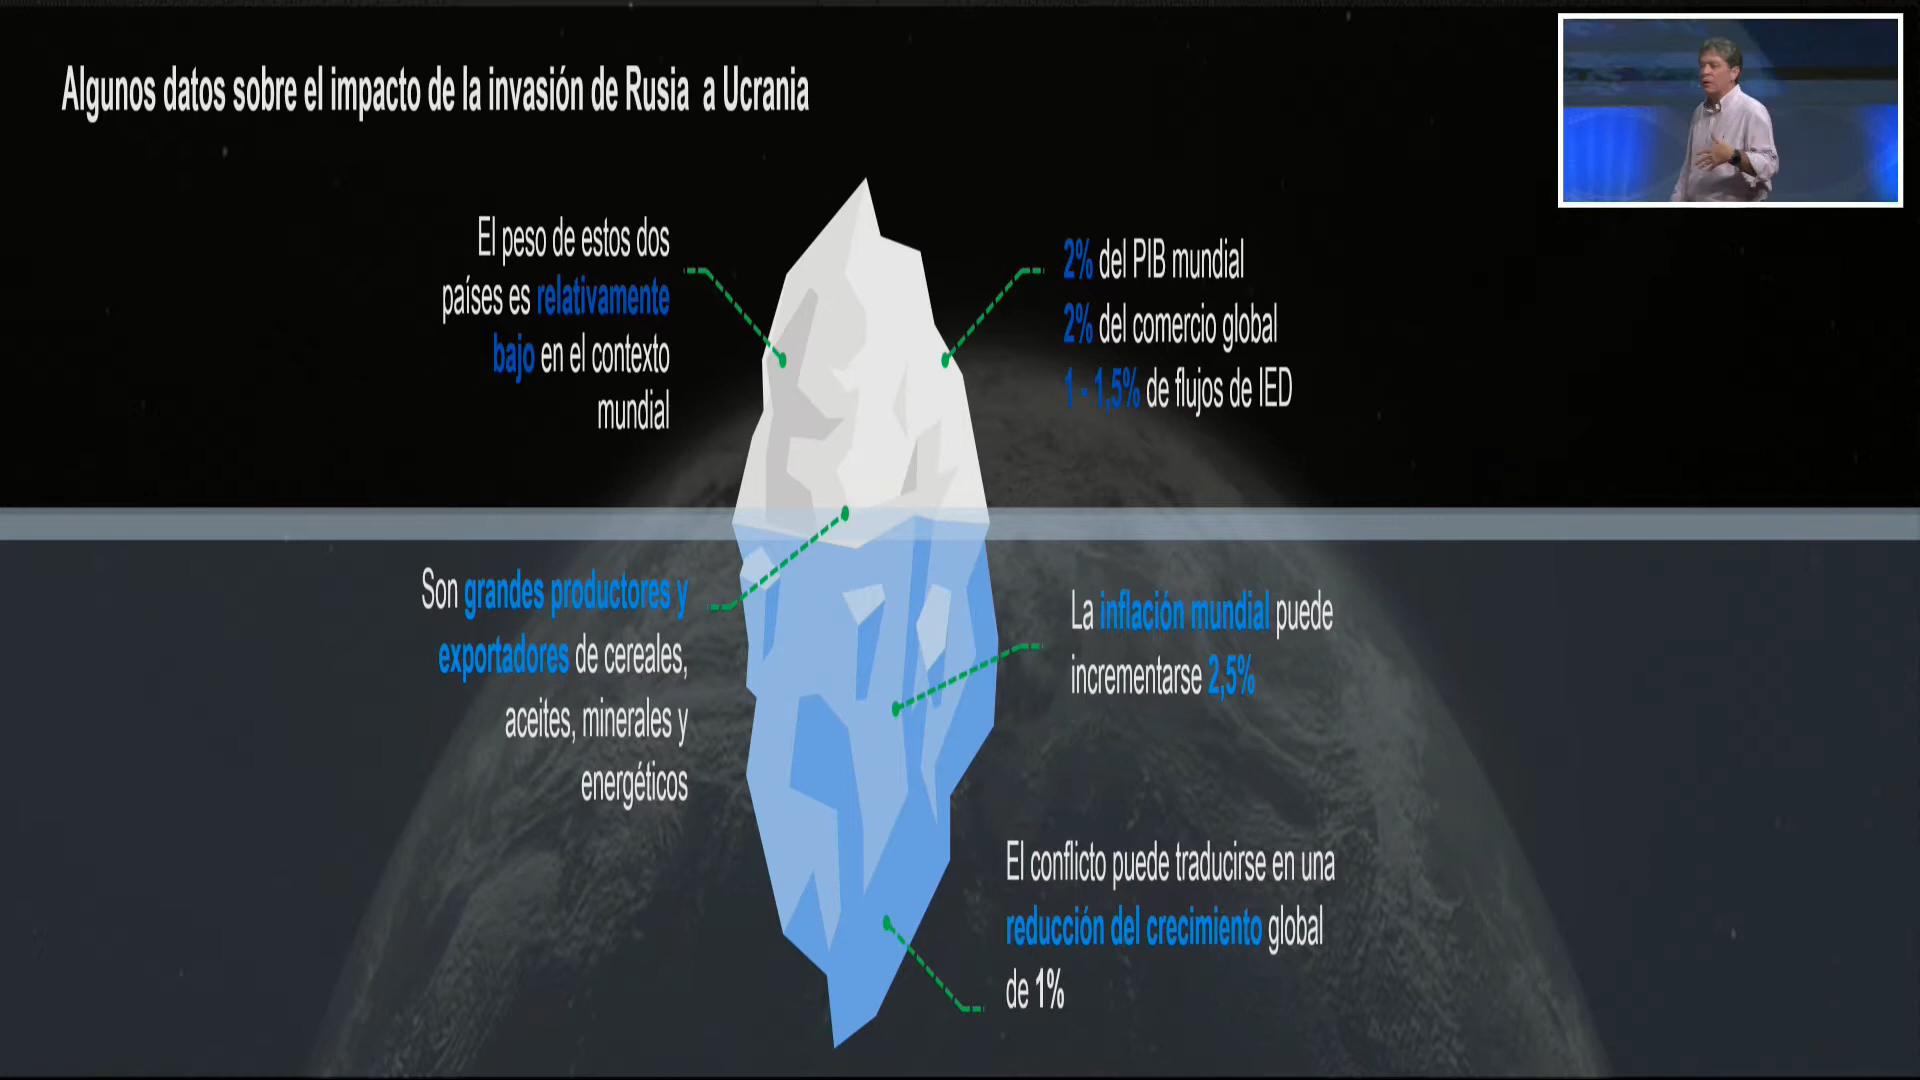 Algunos datos sobre el impacto de la invasión de Rusia a Ucrania
El peso de estos dos
países es relativamente
bajo en el contexto
mundial
2% del PIB mundial
2% del comercio global
1 - 1,5% de flujos de IED
Son grandes productores y
exportadores de cereales,
aceites, minerales y
energéticos
La inflación mundial puede
incrementarse 2,5%
El conflicto puede traducirse en una
reducción del crecimiento global
de 1%